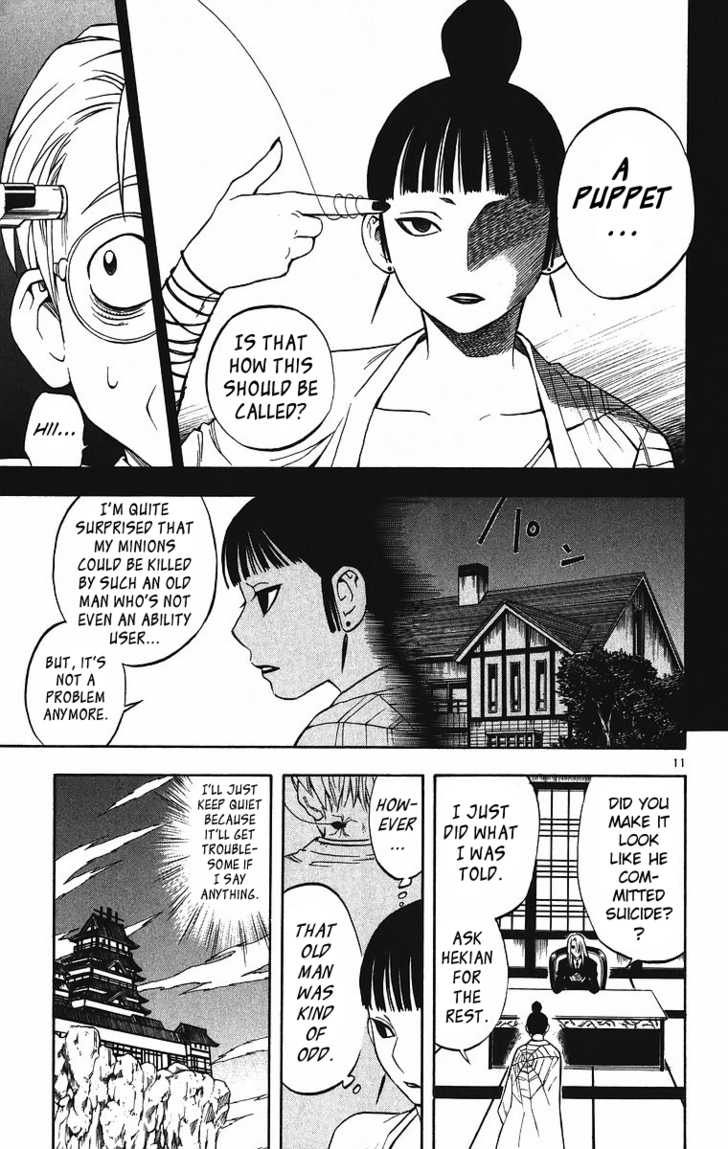 A
PUPPET
...
IS THAT
HOW THIS
SHOULD BE
CALLED?
HII...
パン
I'M QUITE
SURPRISED THAT
MY MINIONS
COULD BE KILLED
BY SUCH AN OLD
MAN WHO'S NOT
EVEN AN ABILITY
USER...
BUT, IT'S
NOT A
PROBLEM
ANYMORE.
11
DID YOU
MAKE IT
LOOK
LIKE HE
COM-
MITTED
SUICIDE?
?
I JUST
DID WHAT
I WAS
TOLD.
ASK
HEKIAN
FOR
THE
REST.
HOW-
EVER
...
THAT
OLD
MAN
WAS
KIND
OF
ODD.
I'LL JUST
KEEP QUIET
BECAUSE
IT'LL GET
TROUBLE-
SOME IF
I SAY
ANYTHING.